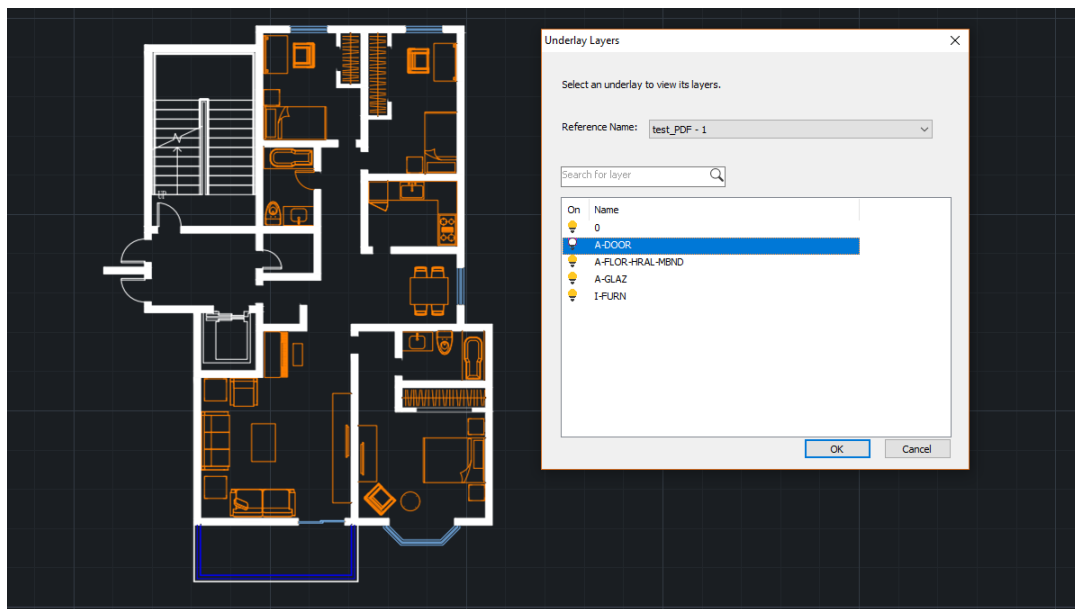 Underlay Layers
Select an underlay to view its layers.
Reference Name: test_PDF - 1
Search for layer
On Name
0
A-DOOR
A-FLOR-HRAL-MBND
A-GLAZ
I-FURN
OK Cancel
UP